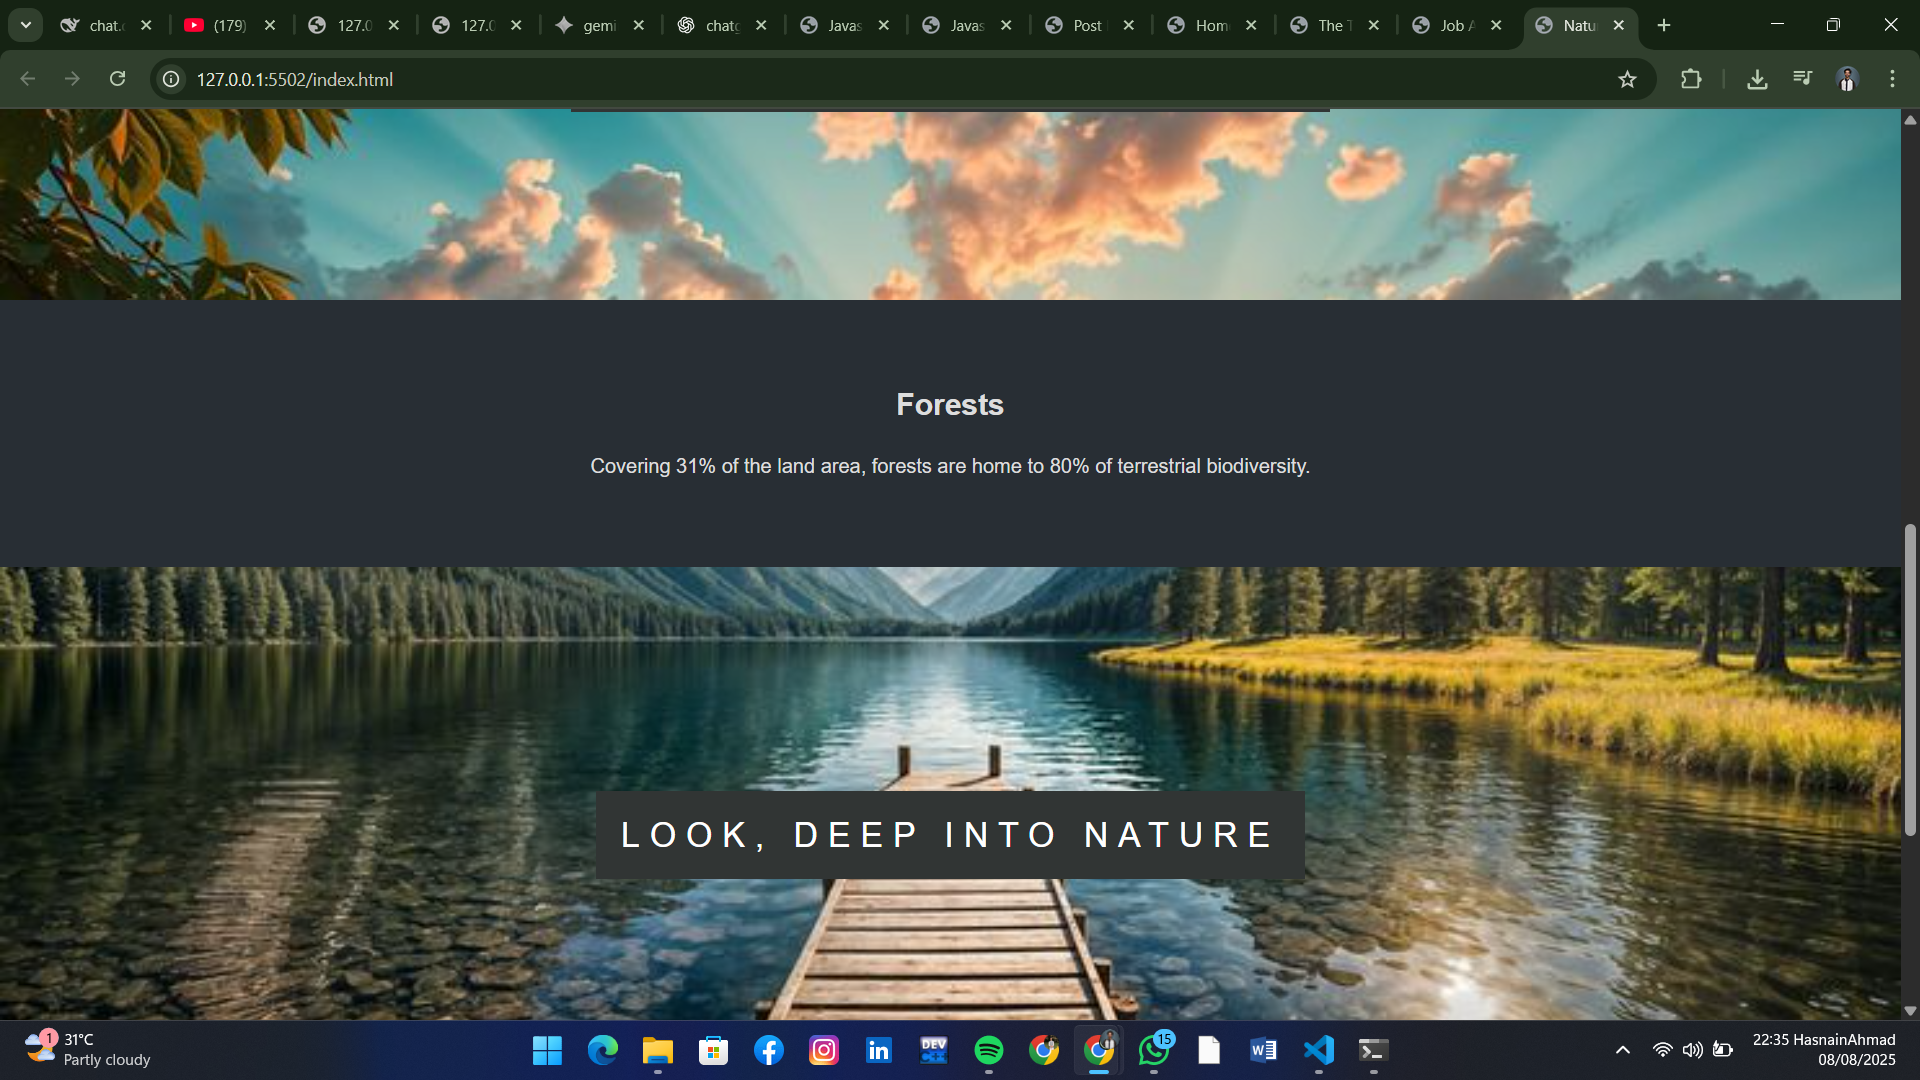 chat.
(179)
127.0
127.0
gemi
chatg
Javas
Javas
Post
Hom
The T
Job A
Natu
127.0.0.1:5502/index.html
Forests
Covering 31% of the land area, forests are home to 80% of terrestrial biodiversity.
LOOK, DEEP INTO NATURE
1
31°C
Partly cloudy
DEV
C++
15
W
22:35 HasnainAhmad
08/08/2025